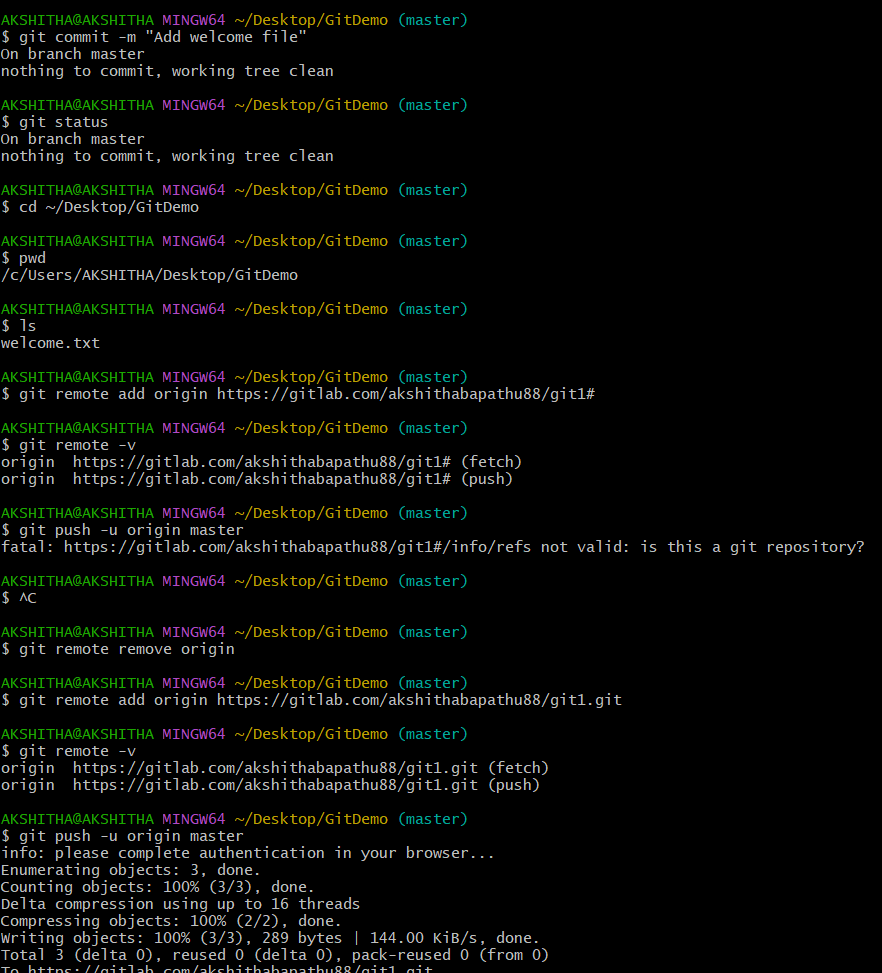 AKSHITHA@AKSHITHA MINGW64 ~/Desktop/GitDemo (master)
$ git commit -m "Add welcome file"
On branch master
nothing to commit, working tree clean
AKSHITHA@AKSHITHA MINGW64 ~/Desktop/GitDemo (master)
$ git status
On branch master
nothing to commit, working tree clean
AKSHITHA@AKSHITHA MINGW64 ~/Desktop/GitDemo (master)
$ cd ~/Desktop/GitDemo
AKSHITHA@AKSHITHA MINGW64 ~/Desktop/GitDemo (master)
$ pwd
/c/Users/AKSHITHA/Desktop/GitDemo
AKSHITHA@AKSHITHA MINGW64 ~/Desktop/GitDemo (master)
$ ls
welcome.txt
AKSHITHA@AKSHITHA MINGW64 ~/Desktop/GitDemo (master)
$ git remote add origin https://gitlab.com/akshithabapathu88/git1#
AKSHITHA@AKSHITHA MINGW64 ~/Desktop/GitDemo (master)
$ git remote -v
origin  https://gitlab.com/akshithabapathu88/git1# (fetch)
origin  https://gitlab.com/akshithabapathu88/git1# (push)
AKSHITHA@AKSHITHA MINGW64 ~/Desktop/GitDemo (master)
$ git push -u origin master
fatal: https://gitlab.com/akshithabapathu88/git1#/info/refs not valid: is this a git repository?
AKSHITHA@AKSHITHA MINGW64 ~/Desktop/GitDemo (master)
$ ^C
AKSHITHA@AKSHITHA MINGW64 ~/Desktop/GitDemo (master)
$ git remote remove origin
AKSHITHA@AKSHITHA MINGW64 ~/Desktop/GitDemo (master)
$ git remote add origin https://gitlab.com/akshithabapathu88/git1.git
AKSHITHA@AKSHITHA MINGW64 ~/Desktop/GitDemo (master)
$ git remote -v
origin  https://gitlab.com/akshithabapathu88/git1.git (fetch)
origin  https://gitlab.com/akshithabapathu88/git1.git (push)
AKSHITHA@AKSHITHA MINGW64 ~/Desktop/GitDemo (master)
$ git push -u origin master
info: please complete authentication in your browser...
Enumerating objects: 3, done.
Counting objects: 100% (3/3), done.
Delta compression using up to 16 threads
Compressing objects: 100% (2/2), done.
Writing objects: 100% (3/3), 289 bytes | 144.00 KiB/s, done.
Total 3 (delta 0), reused 0 (delta 0), pack-reused 0 (from 0)
To https://gitlab.com/akshithabapathu88/git1.git